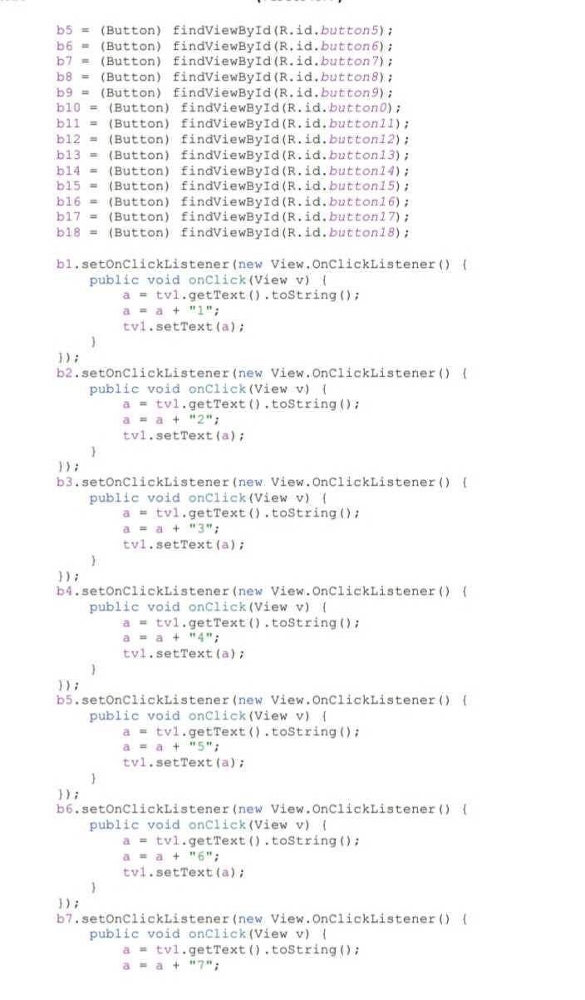 b5 = (Button) findViewById(R.id.button5);
b6 = (Button) findViewById(R.id.button6);
b7 = (Button) findViewById(R.id.button7);
b8 = (Button) findViewById(R.id.button8);
b9 = (Button) findViewById(R.id.button9);
b10 = (Button) findViewById(R.id.button0);
b11 = (Button) findViewById(R.id.button11);
b12 = (Button) findViewById(R.id.button12);
b13 = (Button) findViewById(R.id.button13);
b14 = (Button) findViewById(R.id.button14);
b15 = (Button) findViewById(R.id.button15);
b16 = (Button) findViewById(R.id.button16);
b17 = (Button) findViewById(R.id.button17);
b18 = (Button) findViewById(R.id.button18);

b1.setOnClickListener(new View.OnClickListener() {
    public void onClick(View v) {
        a = tv1.getText().toString();
        a = a + "1";
        tv1.setText(a);
    }
});
b2.setOnClickListener(new View.OnClickListener() {
    public void onClick(View v) {
        a = tv1.getText().toString();
        a = a + "2";
        tv1.setText(a);
    }
});
b3.setOnClickListener(new View.OnClickListener() {
    public void onClick(View v) {
        a = tv1.getText().toString();
        a = a + "3";
        tv1.setText(a);
    }
});
b4.setOnClickListener(new View.OnClickListener() {
    public void onClick(View v) {
        a = tv1.getText().toString();
        a = a + "4";
        tv1.setText(a);
    }
});
b5.setOnClickListener(new View.OnClickListener() {
    public void onClick(View v) {
        a = tv1.getText().toString();
        a = a + "5";
        tv1.setText(a);
    }
});
b6.setOnClickListener(new View.OnClickListener() {
    public void onClick(View v) {
        a = tv1.getText().toString();
        a = a + "6";
        tv1.setText(a);
    }
});
b7.setOnClickListener(new View.OnClickListener() {
    public void onClick(View v) {
        a = tv1.getText().toString();
        a = a + "7";